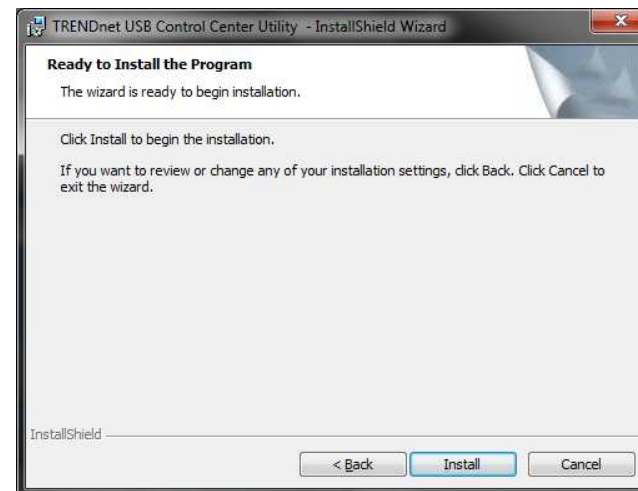 TRENDnet USB Control Center Utility - InstallShield Wizard
Ready to Install the Program
The wizard is ready to begin installation.
Click Install to begin the installation.
If you want to review or change any of your installation settings, click Back. Click Cancel to
exit the wizard.
InstallShield
< Back
Install
Cancel